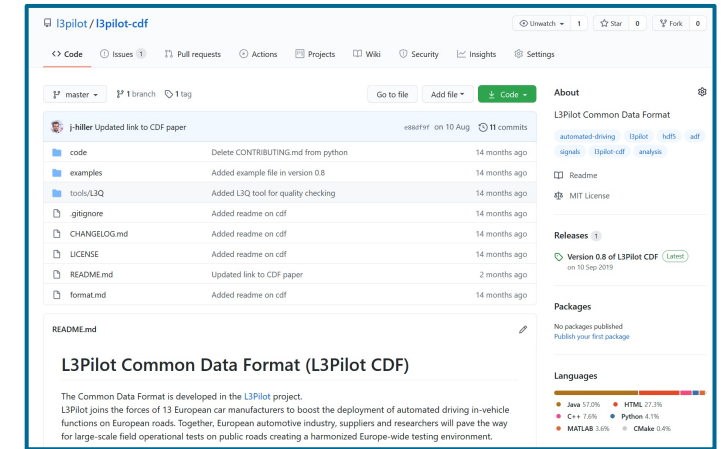 l3pilot / l3pilot-cdf
Unwatch 1 Star 0 Fork 0
Code Issues 1 Pull requests Actions Projects Wiki Security Insights Settings
master 1 branch 1 tag Go to file Add file Code
j-hiller Updated link to CDF paper on 10 Aug 11 commits
code Delete CONTRIBUTING.md from python 14 months ago
examples Added example file in version 0.8 14 months ago
tools/L3Q Added L3Q tool for quality checking 14 months ago
.gitignore Added readme on cdf 14 months ago
CHANGELOG.md Added readme on cdf 14 months ago
LICENSE Added readme on cdf 14 months ago
README.md Updated link to CDF paper 2 months ago
format.md Added readme on cdf 14 months ago
README.md
L3Pilot Common Data Format (L3Pilot CDF)
The Common Data Format is developed in the L3Pilot project.
L3Pilot joins the forces of 13 European car manufacturers to boost the deployment of automated driving in-vehicle
functions on European roads. Together, European automotive industry, suppliers and researchers will pave the way
for large-scale field operational tests on public roads creating a harmonized Europe-wide testing environment.
About
L3Pilot Common Data Format
automated-driving l3pilot hdf5 adf
signals l3pilot-cdf analysis
Readme
MIT License
Releases 1
Version 0.8 of L3Pilot CDF Latest
on 10 Sep 2019
Packages
No packages published
Publish your first package
Languages
Java 57.0% HTML 27.3%
C++ 7.6% Python 4.1%
MATLAB 3.6% CMake 0.4%